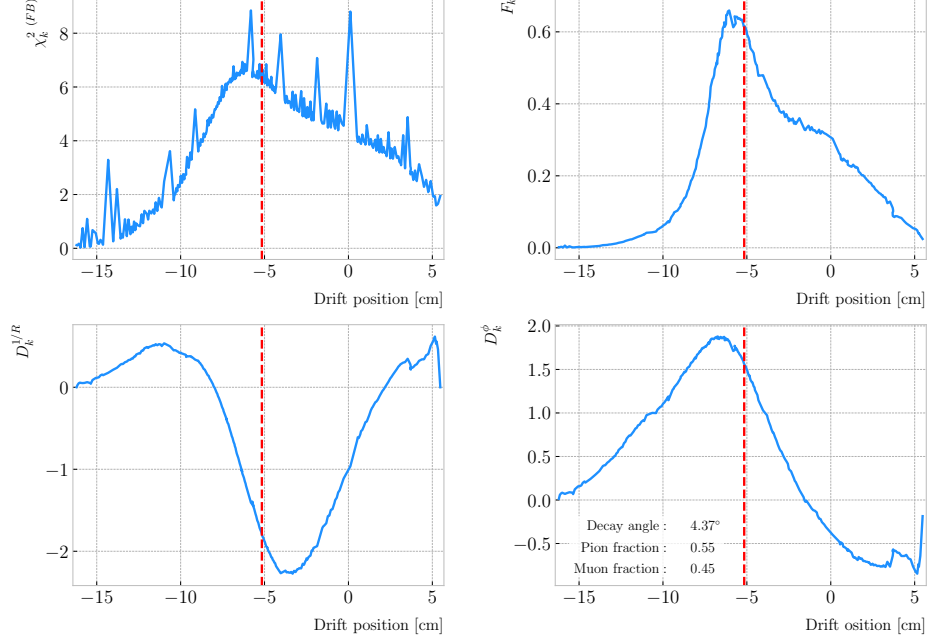 χ²ₖ ⁽ᶠᴮ⁾
8
6
4
2
0
−15 −10 −5 0 5
Drift position [cm]
Fₖ
0.6
0.4
0.2
0.0
−15 −10 −5 0 5
Drift position [cm]
D_k^{1/R}
0
−1
−2
−15 −10 −5 0 5
Drift position [cm]
D_k^ϕ
2.0
1.5
1.0
0.5
0.0
−0.5
Decay angle : 4.37°
Pion fraction : 0.55
Muon fraction : 0.45
−15 −10 −5 0 5
Drift osition [cm]